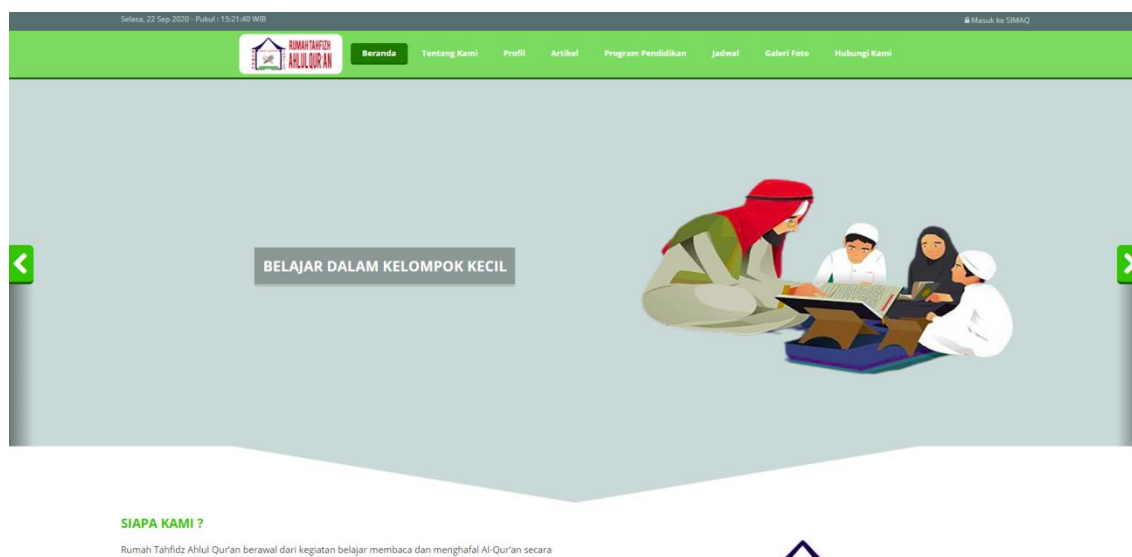 Selasa, 22 Sep 2020 - Pukul : 15:21:40 WIB
Masuk ke SIMAQ
RUMAH TAHFIZH
AHLUL QUR'AN
Beranda Tentang Kami Profil Artikel Program Pendidikan Jadwal Galeri Foto Hubungi Kami
BELAJAR DALAM KELOMPOK KECIL
SIAPA KAMI ?
Rumah Tahfidz Ahlul Qur'an berawal dari kegiatan belajar membaca dan menghafal Al-Qur'an secara